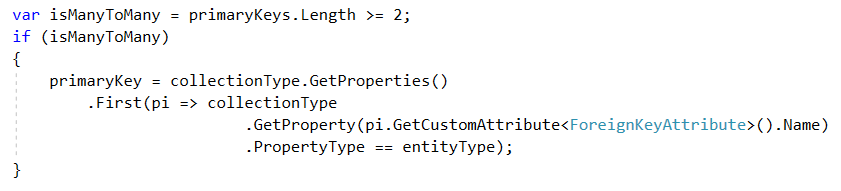 var isManyToMany = primaryKeys.Length >= 2;
if (isManyToMany)
{
    primaryKey = collectionType.GetProperties()
        .First(pi => collectionType
                        .GetProperty(pi.GetCustomAttribute<ForeignKeyAttribute>().Name)
                        .PropertyType == entityType);
}